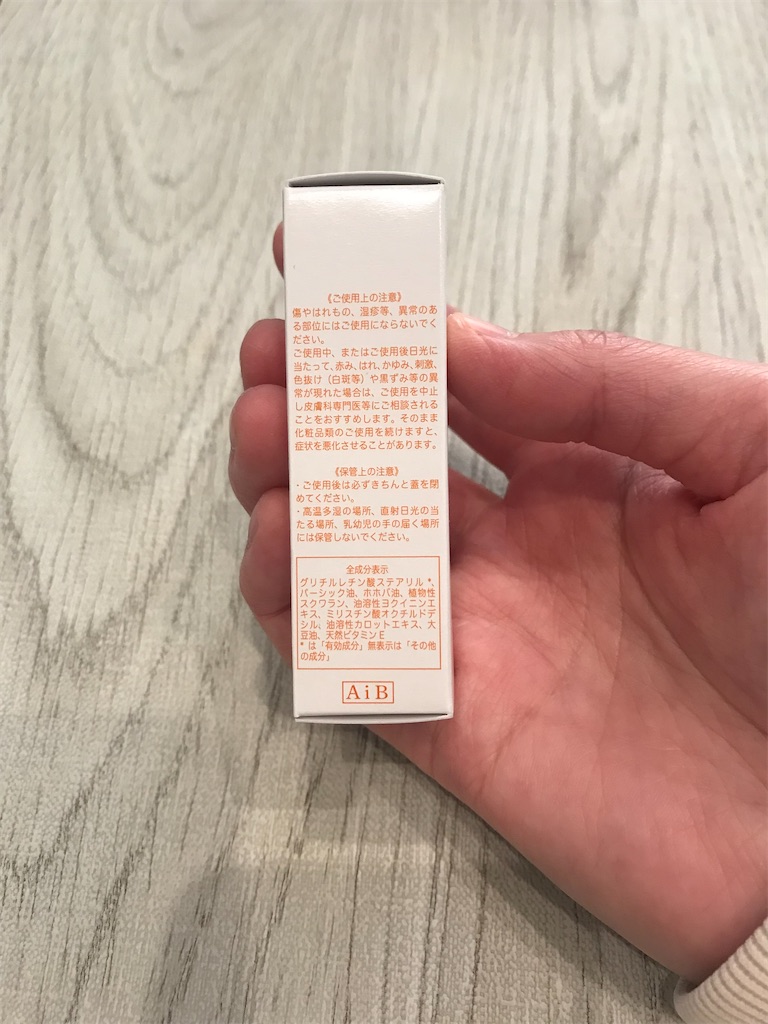 《ご使用上の注意》
傷やはれもの、湿疹等、異常のあ
る部位にはご使用にならないでく
ださい。
ご使用中、またはご使用後日光に
当たって、赤み、はれ、かゆみ、刺激、
色抜け（白斑等）や黒ずみ等の異
常が現れた場合は、ご使用を中止
し皮膚科専門医等にご相談される
ことをおすすめします。そのまま
化粧品類のご使用を続けますと、
症状を悪化させることがあります。
《保管上の注意》
・ご使用後は必ずきちんと蓋を閉
めてください。
・高温多湿の場所、直射日光の当
たる場所、乳幼児の手の届く場所
には保管しないでください。
全成分表示
グリチルレチン酸ステアリル*、
パーシック油、ホホバ油、植物性
スクワラン、油溶性ヨクイニンエ
キス、ミリスチン酸オクチルドデ
シル、油溶性カロットエキス、大
豆油、天然ビタミンE
* は「有効成分」無表示は「その他
の成分」
AiB